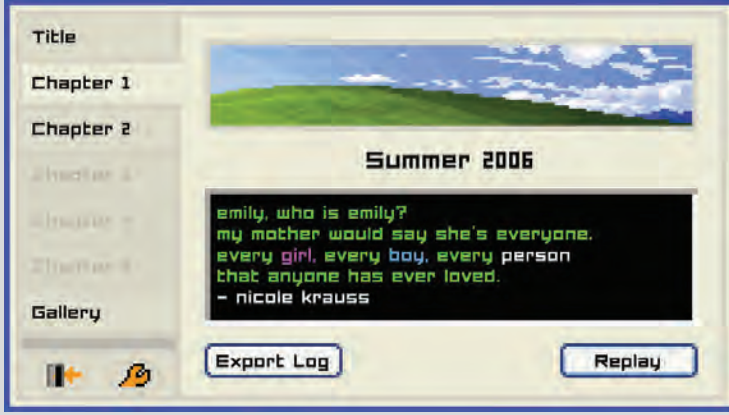 Title
Chapter 1
Chapter 2
Gallery
Summer 2006
emily, who is emily?
my mother would say she's everyone.
every girl, every boy, every person
that anyone has ever loved.
- nicole krauss
Export Log
Replay